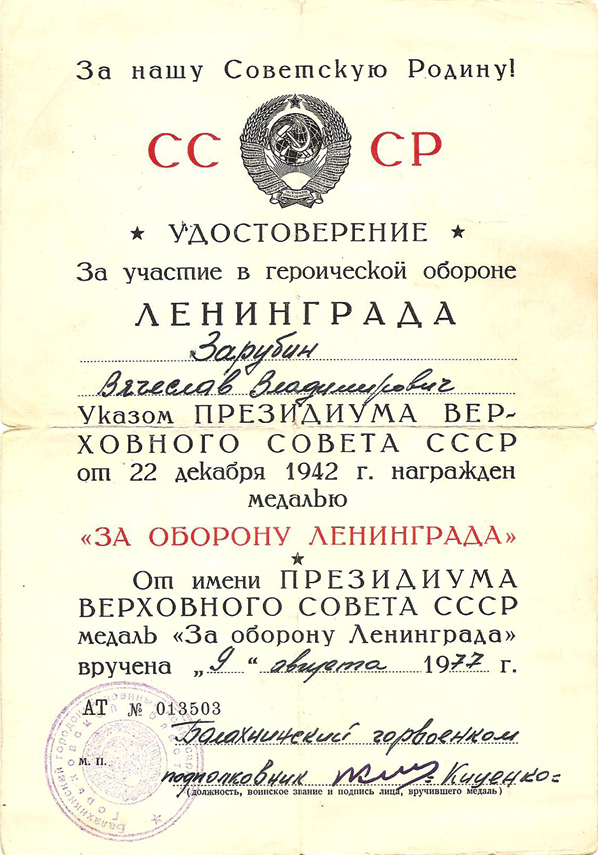 За нашу Советскую Родину!
СССР
★ УДОСТОВЕРЕНИЕ ★
За участие в героической обороне
ЛЕНИНГРАДА
Зарубин
Вячеслав Владимирович
Указом ПРЕЗИДИУМА ВЕР-
ХОВНОГО СОВЕТА СССР
от 22 декабря 1942 г. награжден
медалью
«ЗА ОБОРОНУ ЛЕНИНГРАДА»
От имени ПРЕЗИДИУМА
ВЕРХОВНОГО СОВЕТА СССР
медаль «За оборону Ленинграда»
вручена „9“ августа 1977 г.
АТ № 013503
Балахнинский горвоенком
М. П.
подполковник =Киценко=
(должность, воинское звание и подпись лица, вручившего медаль)